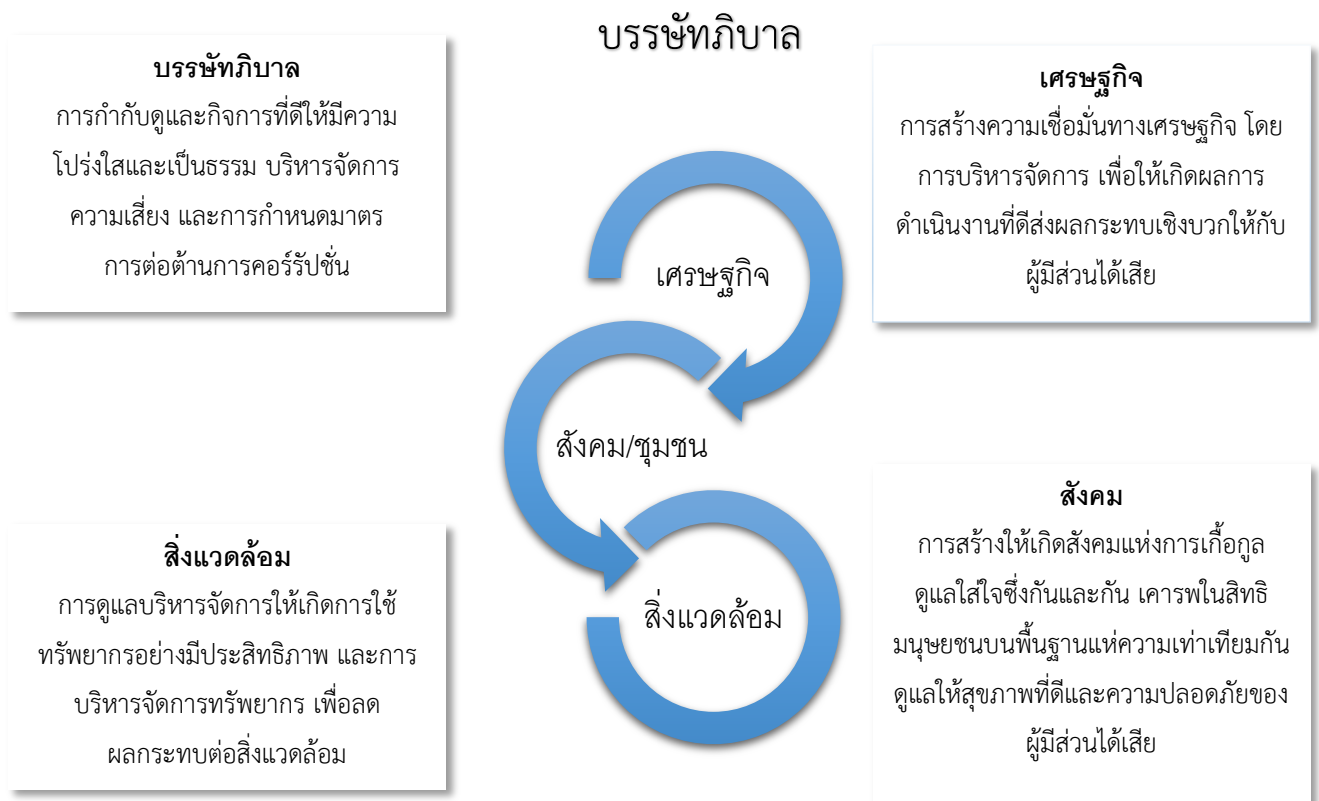 บรรษัทภิบาล
บรรษัทภิบาล
การกำกับดูและกิจการที่ดีให้มีความ
โปร่งใสและเป็นธรรม บริหารจัดการ
ความเสี่ยง และการกำหนดมาตร
การต่อต้านการคอร์รัปชั่น
เศรษฐกิจ
การสร้างความเชื่อมั่นทางเศรษฐกิจ โดย
การบริหารจัดการ เพื่อให้เกิดผลการ
ดำเนินงานที่ดีส่งผลกระทบเชิงบวกให้กับ
ผู้มีส่วนได้เสีย
เศรษฐกิจ
สังคม/ชุมชน
สิ่งแวดล้อม
สิ่งแวดล้อม
การดูแลบริหารจัดการให้เกิดการใช้
ทรัพยากรอย่างมีประสิทธิภาพ และการ
บริหารจัดการทรัพยากร เพื่อลด
ผลกระทบต่อสิ่งแวดล้อม
สังคม
การสร้างให้เกิดสังคมแห่งการเกื้อกูล
ดูแลใส่ใจซึ่งกันและกัน เคารพในสิทธิ
มนุษยชนบนพื้นฐานแห่ความเท่าเทียมกัน
ดูแลให้สุขภาพที่ดีและความปลอดภัยของ
ผู้มีส่วนได้เสีย